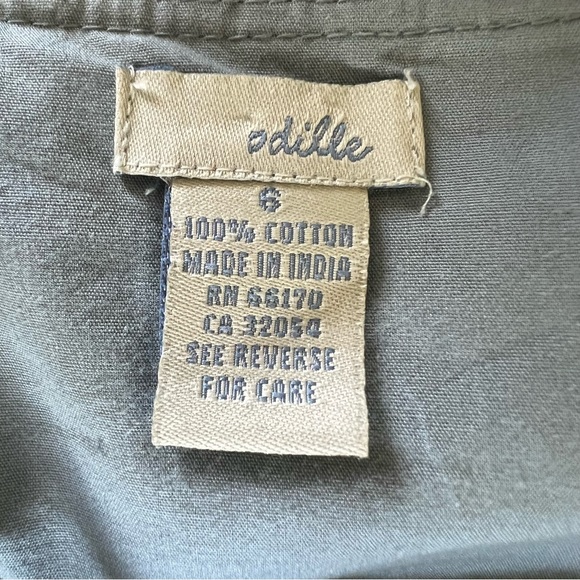 odille
6
100% COTTON
MADE IN INDIA
RN 66170
CA 32054
SEE REVERSE
FOR CARE